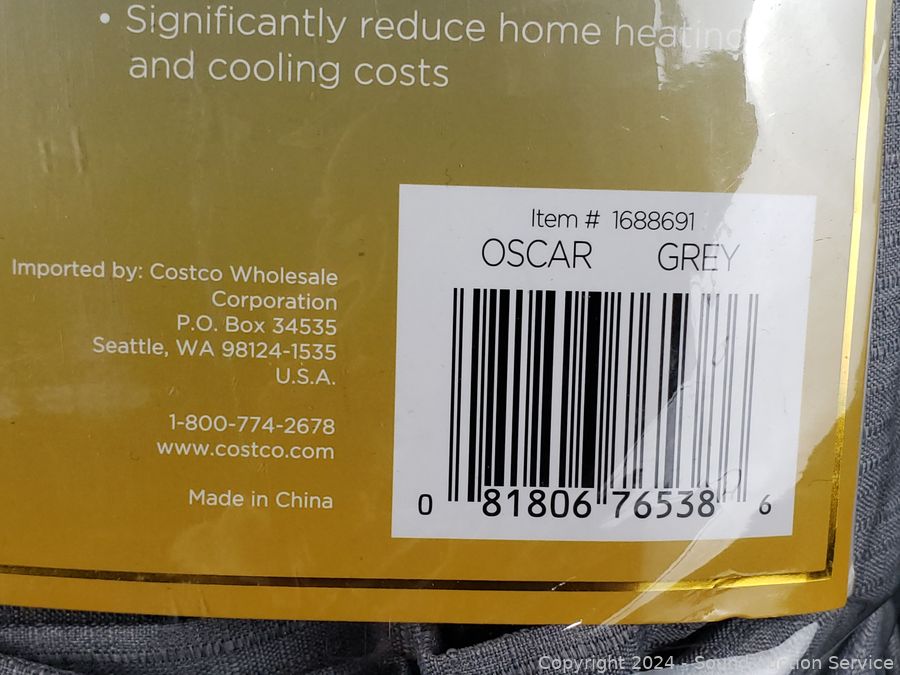 • Significantly reduce home heating
and cooling costs
Item # 1688691
OSCAR GREY
Imported by: Costco Wholesale
Corporation
P.O. Box 34535
Seattle, WA 98124-1535
U.S.A.
1-800-774-2678
www.costco.com
Made in China
0 81806 76538 6
Copyright 2024 - Sound Auction Service